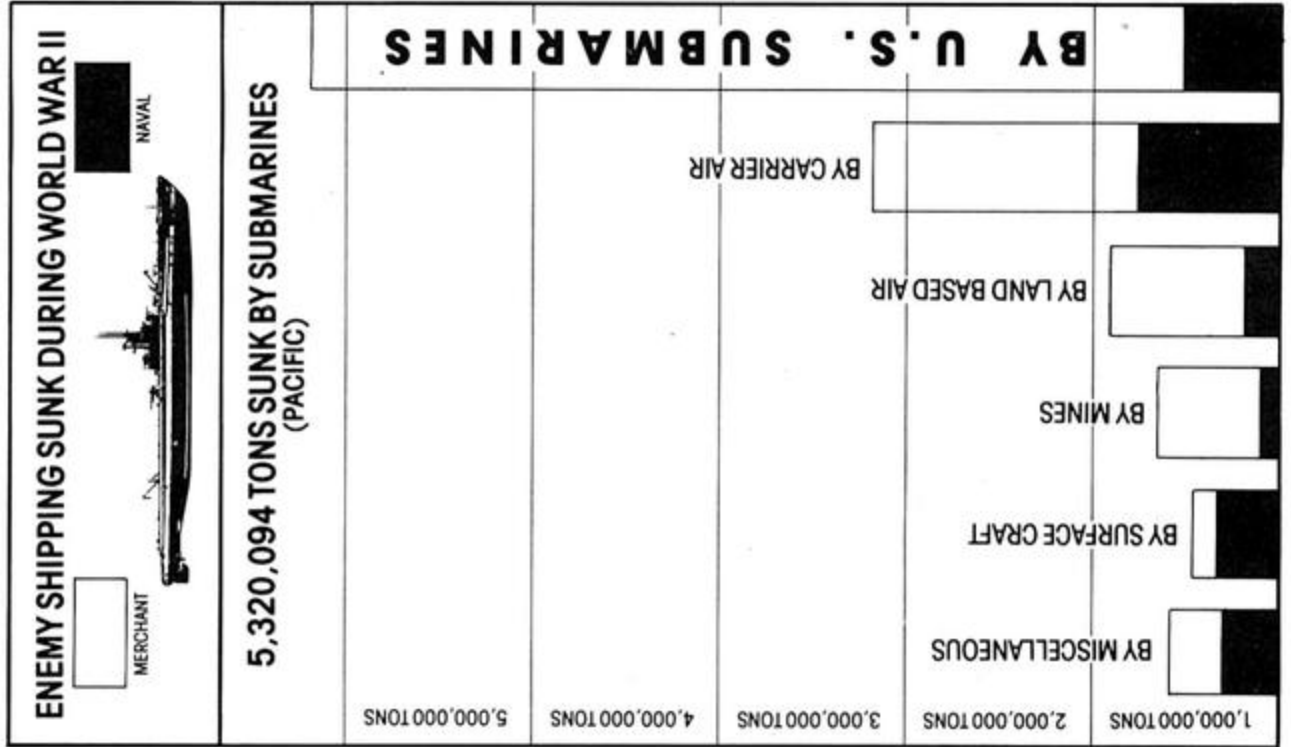 ENEMY SHIPPING SUNK DURING WORLD WAR II
MERCHANT
NAVAL
5,320,094 TONS SUNK BY SUBMARINES
(PACIFIC)
BY U.S. SUBMARINES
BY CARRIER AIR
BY LAND BASED AIR
BY MINES
BY SURFACE CRAFT
BY MISCELLANEOUS
1,000,000 TONS
2,000,000 TONS
3,000,000 TONS
4,000,000 TONS
5,000,000 TONS